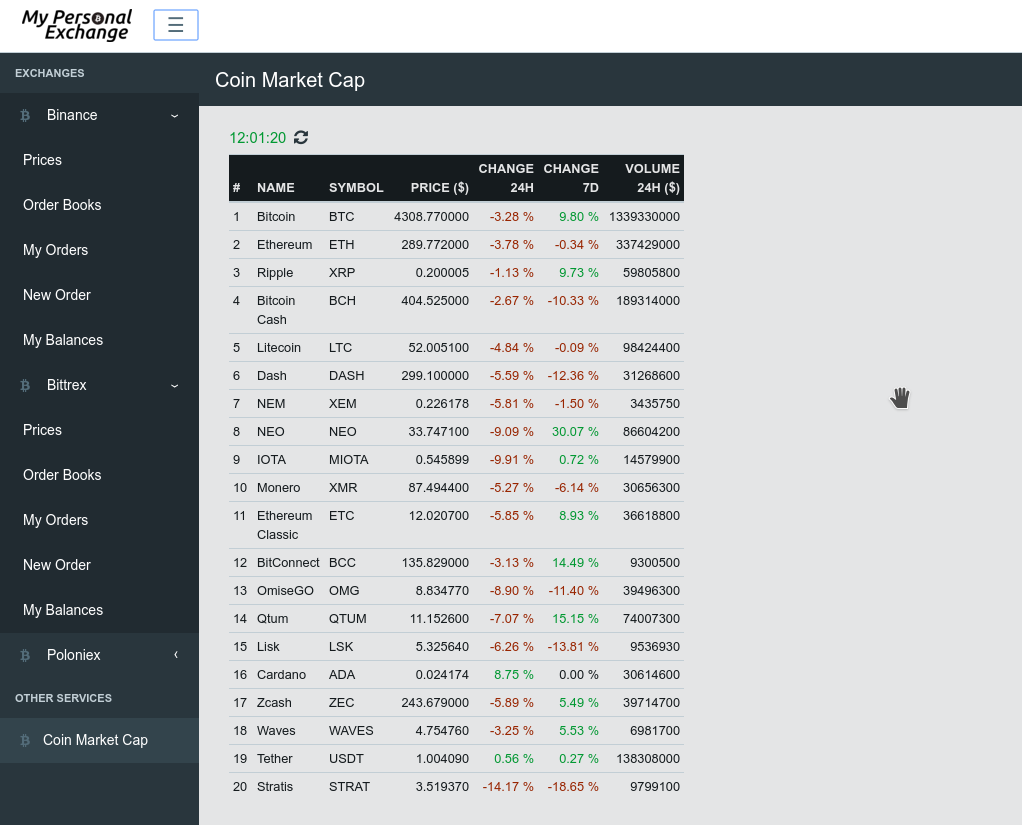 My Personal
Exchange
☰
EXCHANGES
Binance
Prices
Order Books
My Orders
New Order
My Balances
Bittrex
Prices
Order Books
My Orders
New Order
My Balances
Poloniex
OTHER SERVICES
Coin Market Cap
Coin Market Cap
12:01:20
CHANGE CHANGE VOLUME
# NAME SYMBOL PRICE ($) 24H 7D 24H ($)
1 Bitcoin BTC 4308.770000 -3.28 % 9.80 % 1339330000
2 Ethereum ETH 289.772000 -3.78 % -0.34 % 337429000
3 Ripple XRP 0.200005 -1.13 % 9.73 % 59805800
4 Bitcoin BCH 404.525000 -2.67 % -10.33 % 189314000
Cash
5 Litecoin LTC 52.005100 -4.84 % -0.09 % 98424400
6 Dash DASH 299.100000 -5.59 % -12.36 % 31268600
7 NEM XEM 0.226178 -5.81 % -1.50 % 3435750
8 NEO NEO 33.747100 -9.09 % 30.07 % 86604200
9 IOTA MIOTA 0.545899 -9.91 % 0.72 % 14579900
10 Monero XMR 87.494400 -5.27 % -6.14 % 30656300
11 Ethereum ETC 12.020700 -5.85 % 8.93 % 36618800
Classic
12 BitConnect BCC 135.829000 -3.13 % 14.49 % 9300500
13 OmiseGO OMG 8.834770 -8.90 % -11.40 % 39496300
14 Qtum QTUM 11.152600 -7.07 % 15.15 % 74007300
15 Lisk LSK 5.325640 -6.26 % -13.81 % 9536930
16 Cardano ADA 0.024174 8.75 % 0.00 % 30614600
17 Zcash ZEC 243.679000 -5.89 % 5.49 % 39714700
18 Waves WAVES 4.754760 -3.25 % 5.53 % 6981700
19 Tether USDT 1.004090 0.56 % 0.27 % 138308000
20 Stratis STRAT 3.519370 -14.17 % -18.65 % 9799100